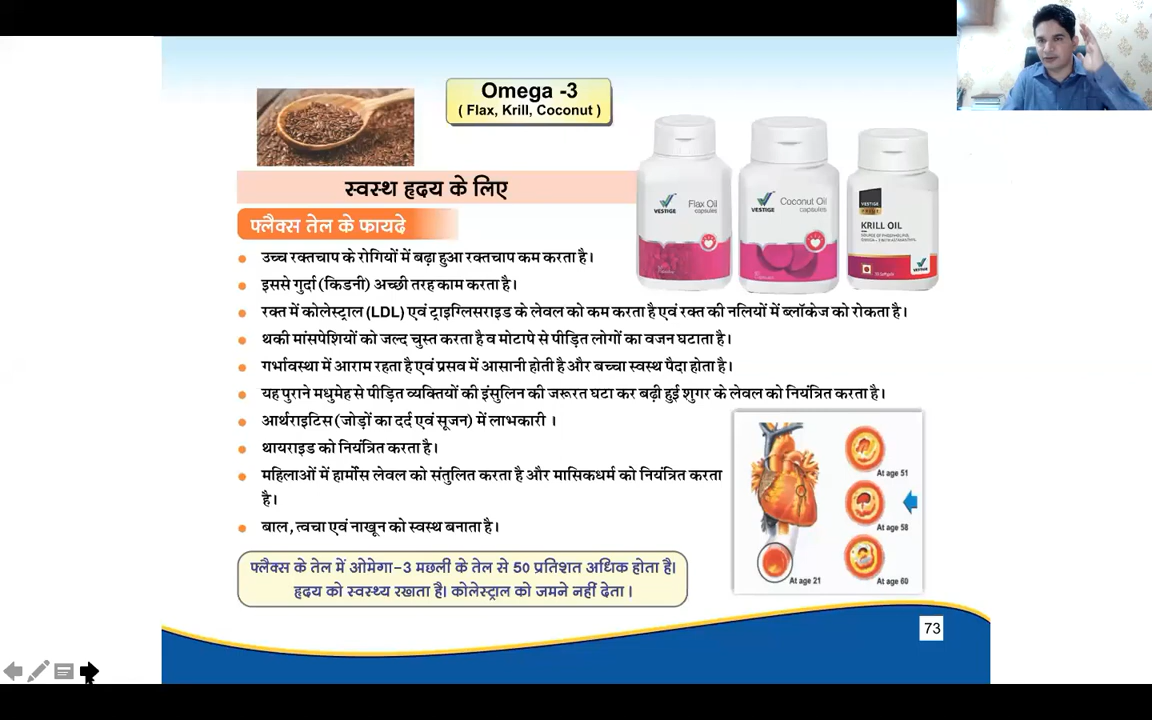 Omega -3
( Flax, Krill, Coconut )
स्वस्थ हृदय के लिए
फ्लैक्स तेल के फायदे
VESTIGE
Flax Oil
capsules
VESTIGE
Coconut Oil
capsules
VESTIGE
KRILL OIL
VESTIGE
उच्च रक्तचाप के रोगियों में बढ़ा हुआ रक्तचाप कम करता है।
इससे गुर्दा (किडनी) अच्छी तरह काम करता है।
रक्त में कोलेस्ट्राल (LDL) एवं ट्राइग्लिसराइड के लेवल को कम करता है एवं रक्त की नलियों में ब्लॉकेज को रोकता है।
थकी मांसपेशियों को जल्द चुस्त करता है व मोटापे से पीड़ित लोगों का वजन घटाता है।
गर्भावस्था में आराम रहता है एवं प्रसव में आसानी होती है और बच्चा स्वस्थ पैदा होता है।
यह पुराने मधुमेह से पीड़ित व्यक्तियों की इंसुलिन की जरूरत घटा कर बढ़ी हुई शुगर के लेवल को नियंत्रित करता है।
आर्थराइटिस (जोड़ों का दर्द एवं सूजन) में लाभकारी ।
थायराइड को नियंत्रित करता है।
महिलाओं में हार्मोंस लेवल को संतुलित करता है और मासिकधर्म को नियंत्रित करता
है।
बाल, त्वचा एवं नाखून को स्वस्थ बनाता है।
At age 51
At age 58
At age 21
At age 60
फ्लैक्स के तेल में ओमेगा-3 मछली के तेल से 50 प्रतिशत अधिक होता है।
हृदय को स्वस्थ्य रखाता है। कोलेस्ट्राल को जमने नहीं देता ।
73